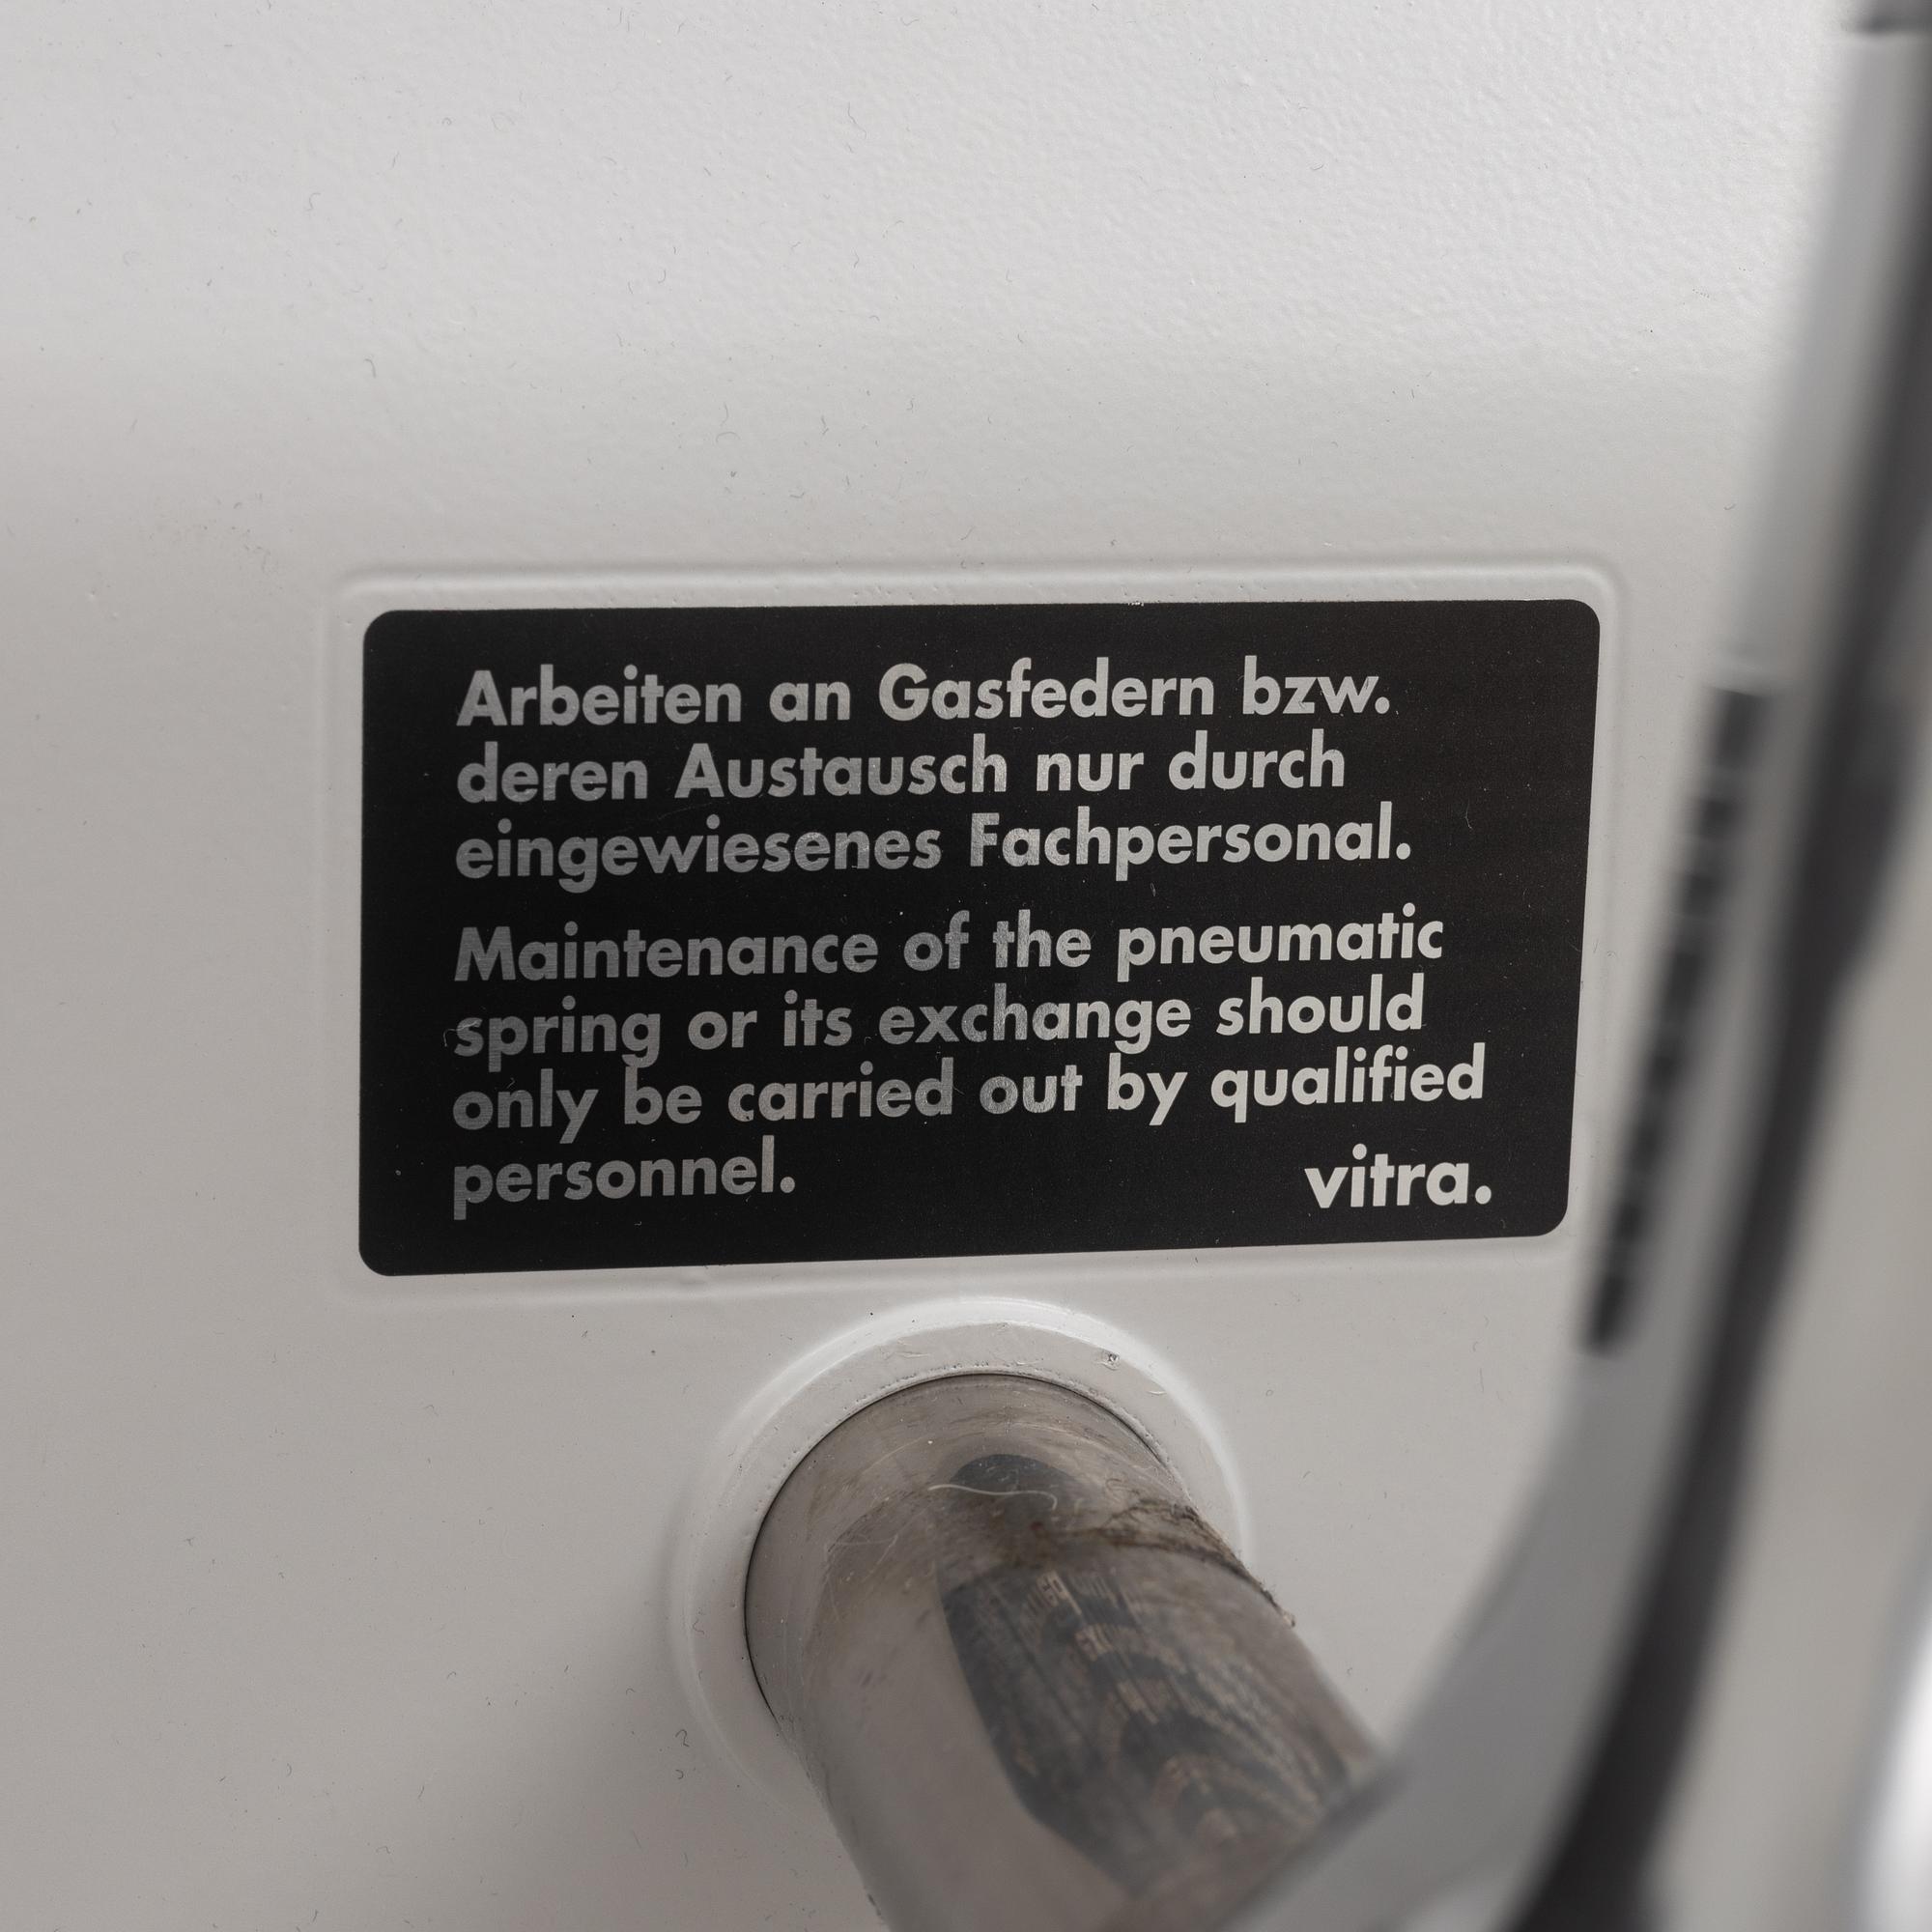 Arbeiten an Gasfedern bzw.
deren Austausch nur durch
eingewiesenes Fachpersonal.
Maintenance of the pneumatic
spring or its exchange should
only be carried out by qualified
personnel.
vitra.